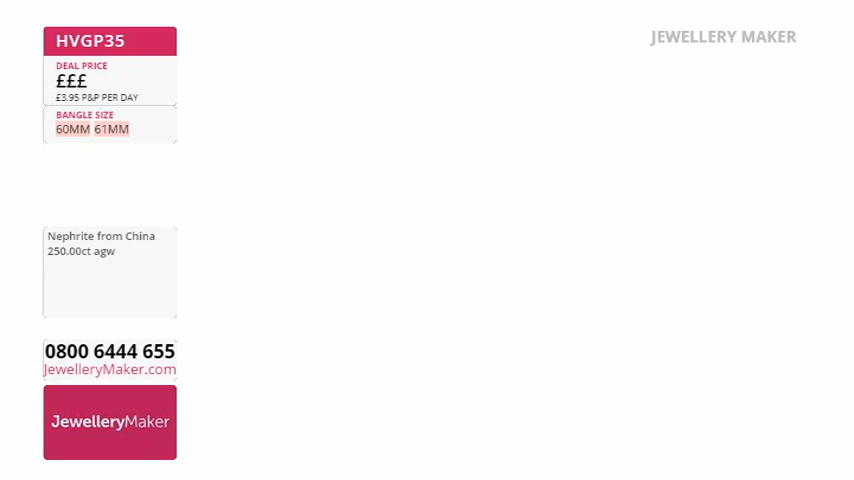 HVGP35
DEAL PRICE
£££
£3.95 P&P PER DAY
BANGLE SIZE
60MM 61MM
Nephrite from China
250.00ct agw
0800 6444 655
JewelleryMaker.com
JewelleryMaker
JEWELLERY MAKER